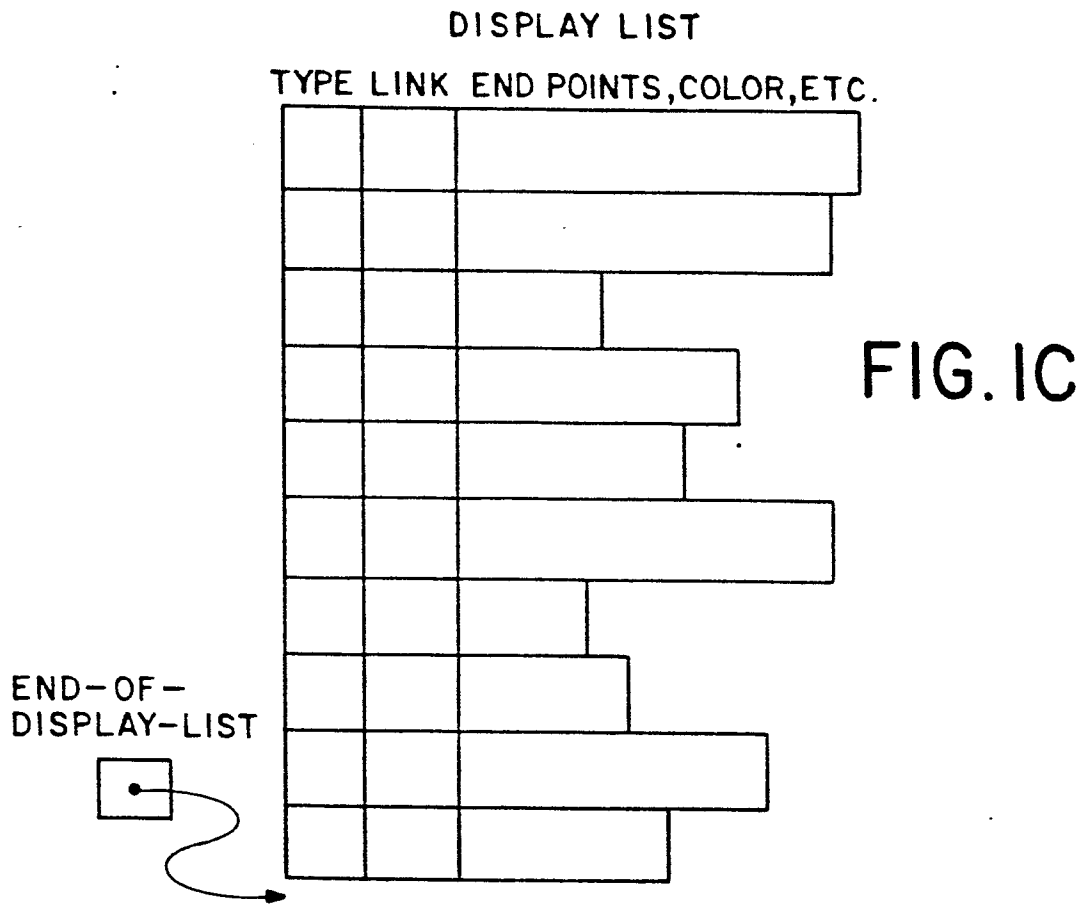 DISPLAY LIST
TYPE LINK END POINTS,COLOR,ETC.
FIG. 1C
END-OF-
DISPLAY-LIST